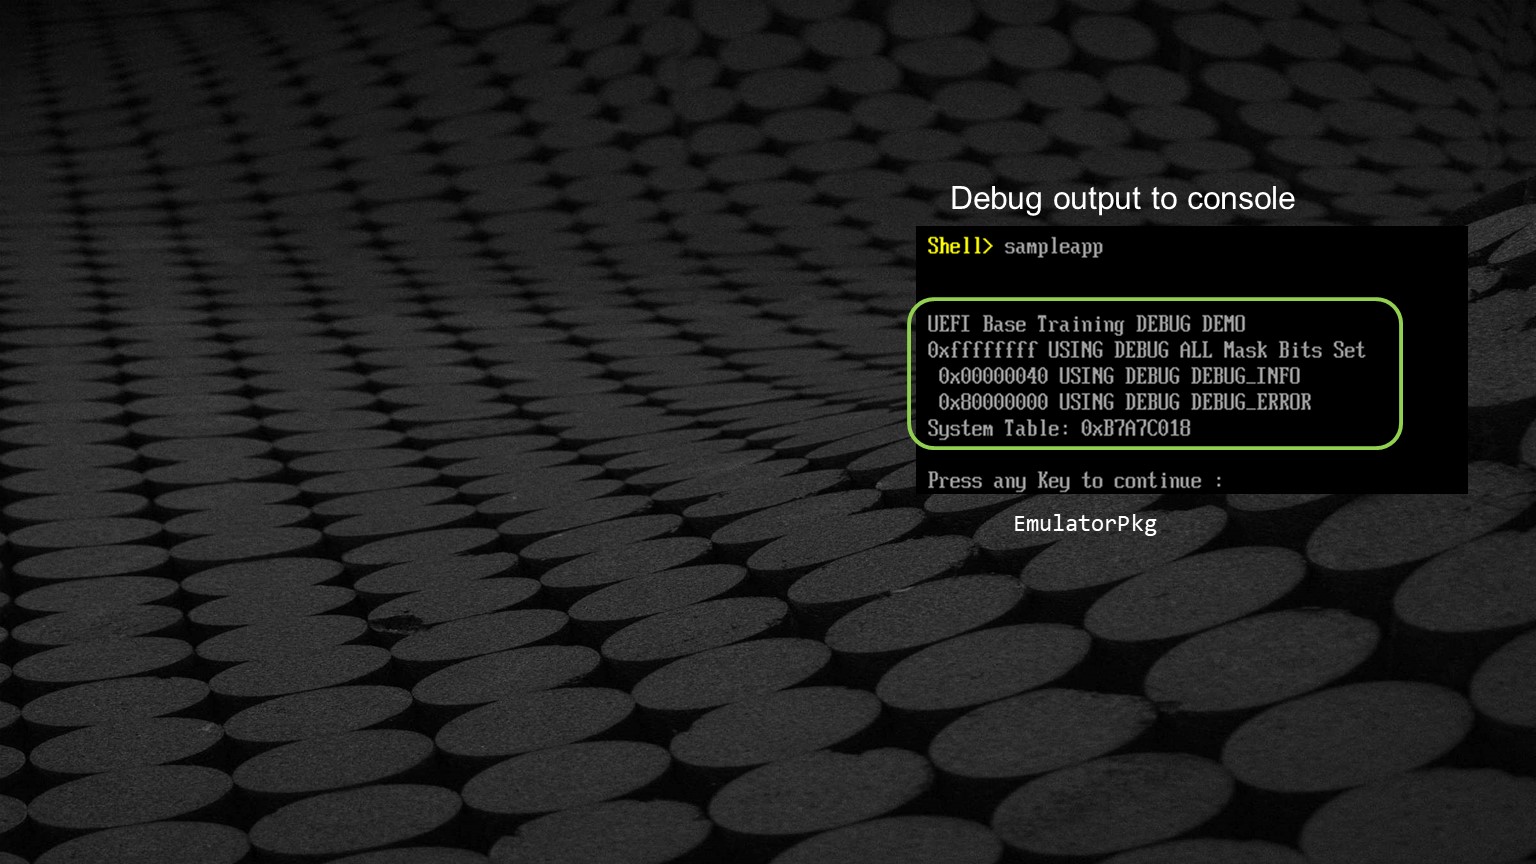 Debug output to console
Shell> sampleapp
UEFI Base Training DEBUG DEMO
0xffffffff USING DEBUG ALL Mask Bits Set
0x00000040 USING DEBUG DEBUG_INFO
0x80000000 USING DEBUG DEBUG_ERROR
System Table: 0xB7A7C018
Press any Key to continue :
EmulatorPkg